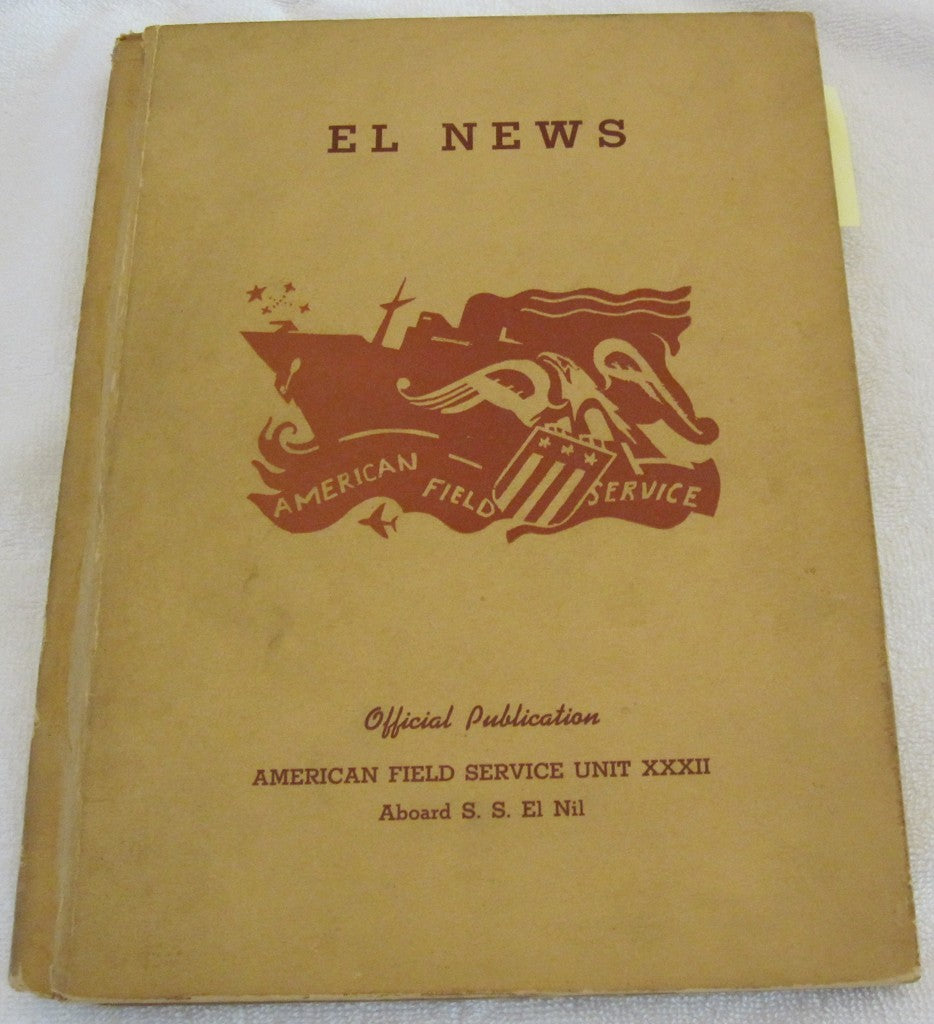 EL NEWS
AMERICAN FIELD SERVICE
Official Publication
AMERICAN FIELD SERVICE UNIT XXXII
Aboard S. S. El Nil